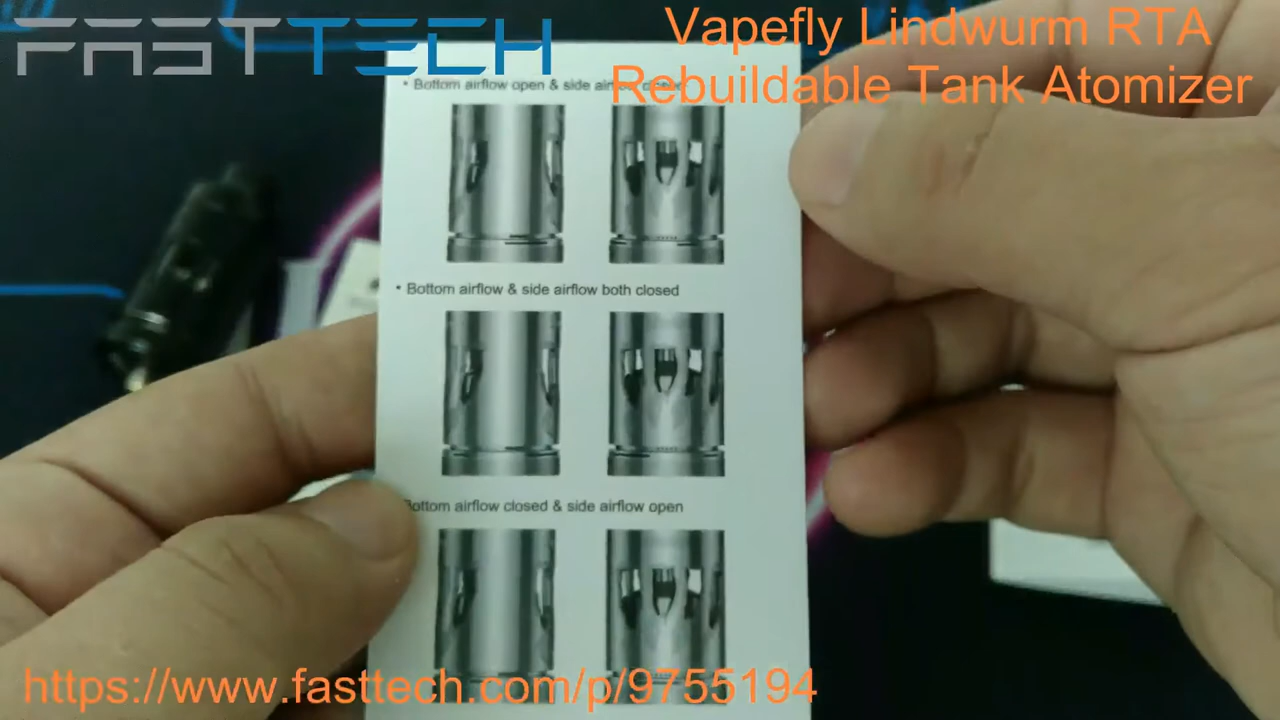 FASTTECH
Vapefly Lindwurm RTA
Rebuildable Tank Atomizer
• Bottom airflow open & side
• Bottom airflow & side airflow both closed
Bottom airflow closed & side airflow open
https://www.fasttech.com/p/9755194